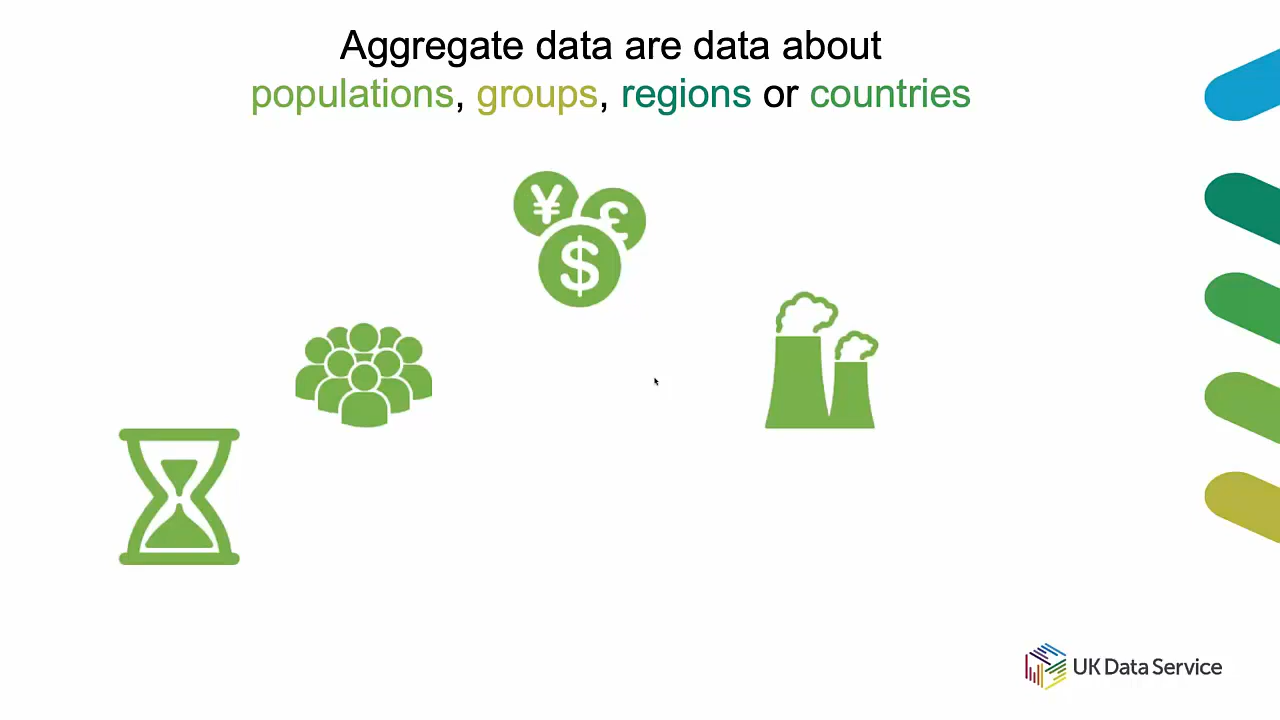 Aggregate data are data about
populations, groups, regions or countries
¥
£
$
UK Data Service